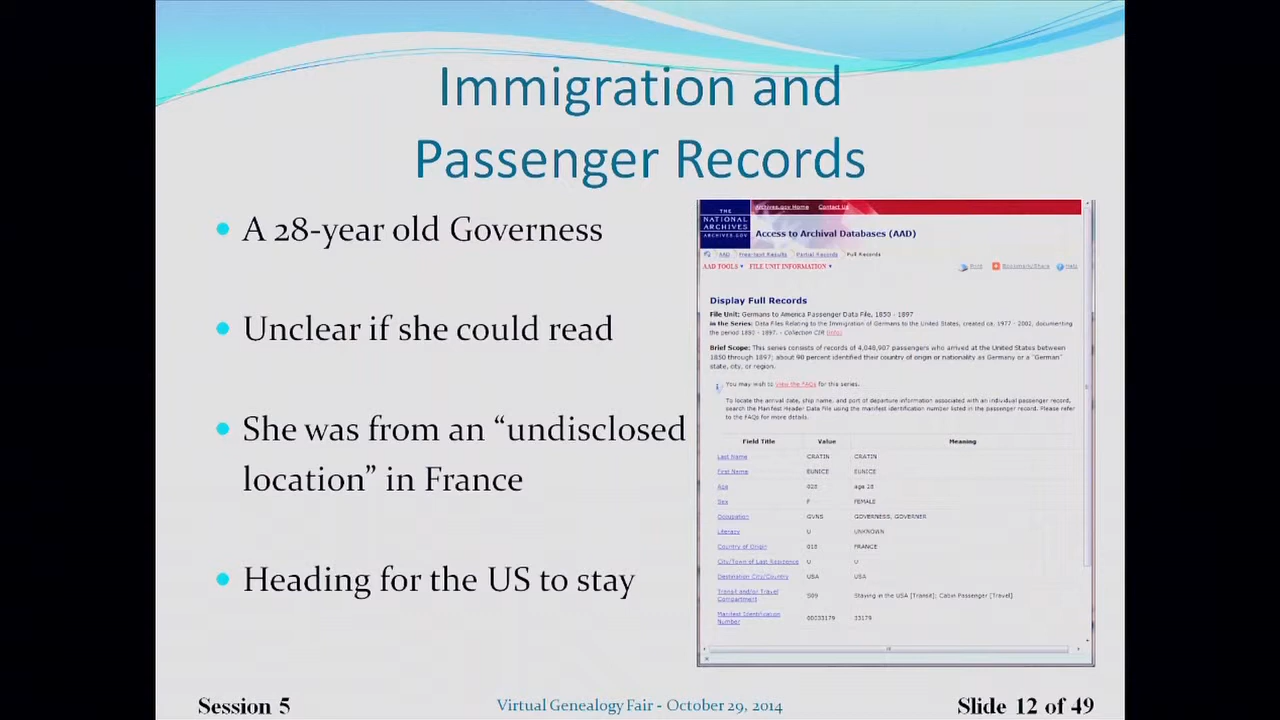 Immigration and
Passenger Records
A 28-year old Governess
Unclear if she could read
She was from an “undisclosed
location” in France
Heading for the US to stay
THE
NATIONAL
ARCHIVES
ARCHIVES.GOV
Archives.gov Home Contact Us
Access to Archival Databases (AAD)
AAD Free-text Results Partial Records Full Records
AAD TOOLS FILE UNIT INFORMATION
Print Bookmark/Share Help
Display Full Records
File Unit: Germans to America Passenger Data File, 1850 - 1897
in the Series: Data Files Relating to the Immigration of Germans to the United States, created ca. 1977 - 2002, documenting
the period 1850 - 1897. - Collection CIR (info)
Brief Scope: This series consists of records of 4,048,907 passengers who arrived at the United States between
1850 through 1897; about 90 percent identified their country of origin or nationality as Germany or a "German"
state, city, or region.
You may wish to View the FAQs for this series.
To locate the arrival date, ship name, and port of departure information associated with an individual passenger record,
search the Manifest Header Data file using the manifest identification number listed in the passenger record. Please refer
to the FAQs for more details.
Field Title Value Meaning
Last Name CRATIN CRATIN
First Name EUNICE EUNICE
Age 028 age 28
Sex F FEMALE
Occupation GVNS GOVERNESS, GOVERNER
Literacy U UNKNOWN
Country of Origin 018 FRANCE
City/Town of Last Residence U U
Destination City/Country USA USA
Transit and/or Travel
Compartment S09 Staying in the USA [Transit]; Cabin Passenger [Travel]
Manifest Identification
Number 00033179 33179
Session 5
Virtual Genealogy Fair - October 29, 2014
Slide 12 of 49